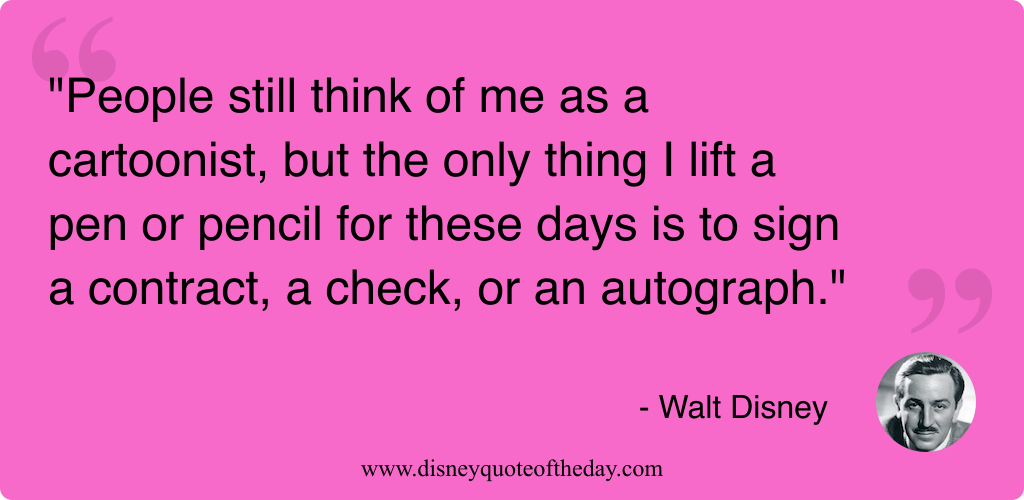 "People still think of me as a
cartoonist, but the only thing I lift a
pen or pencil for these days is to sign
a contract, a check, or an autograph."
- Walt Disney
www.disneyquoteoftheday.com